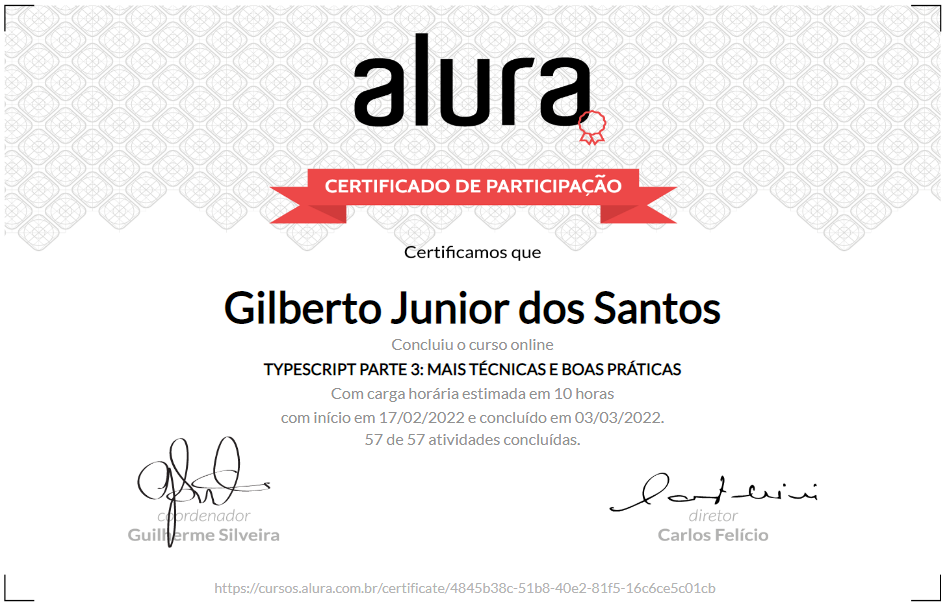 alura
CERTIFICADO DE PARTICIPAÇÃO
Certificamos que
Gilberto Junior dos Santos
Concluiu o curso online
TYPESCRIPT PARTE 3: MAIS TÉCNICAS E BOAS PRÁTICAS
Com carga horária estimada em 10 horas
com início em 17/02/2022 e concluído em 03/03/2022.
57 de 57 atividades concluídas.
coordenador
Guilherme Silveira
diretor
Carlos Felício
https://cursos.alura.com.br/certificate/4845b38c-51b8-40e2-81f5-16c6ce5c01cb